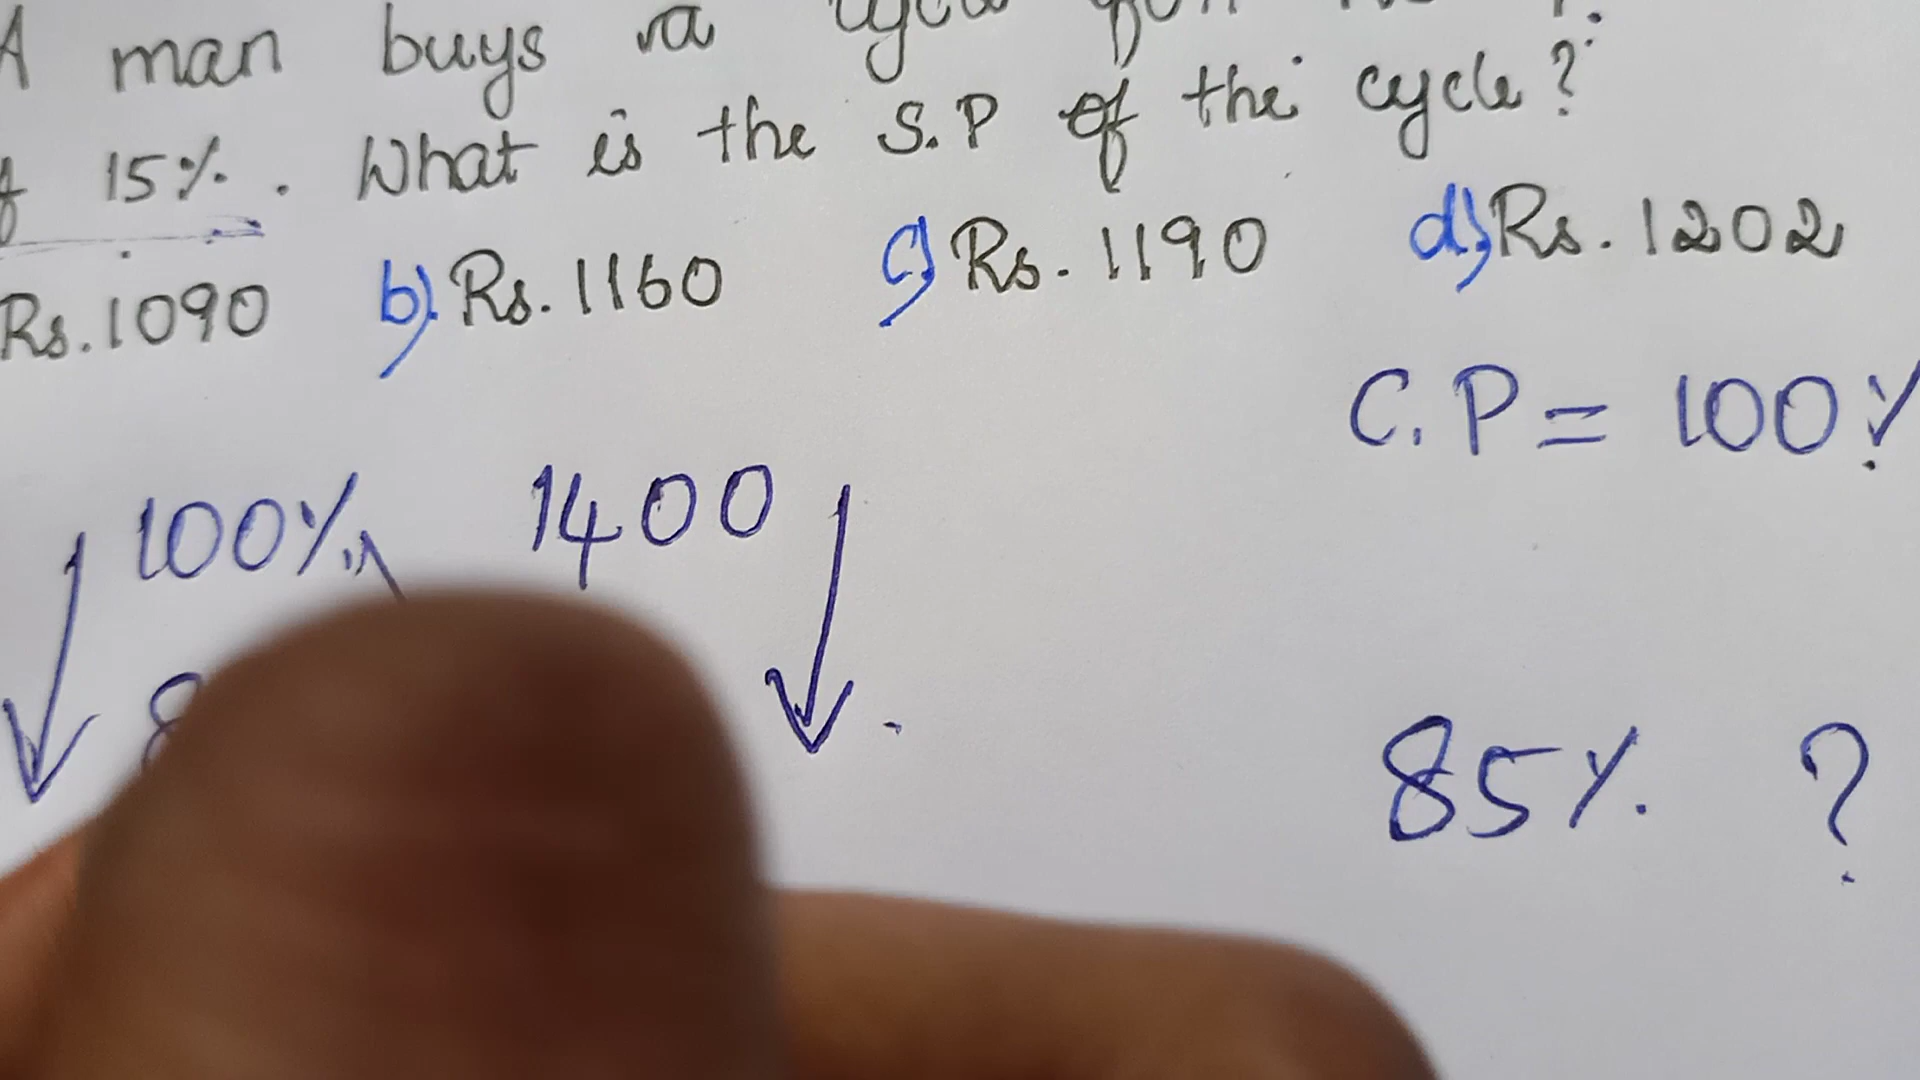 A man buys a
15%. What is the S.P of the cycle?
Rs.1090 b) Rs.1160 c) Rs.1190 d) Rs.1202
C.P = 100%
100% 1400
85% ?